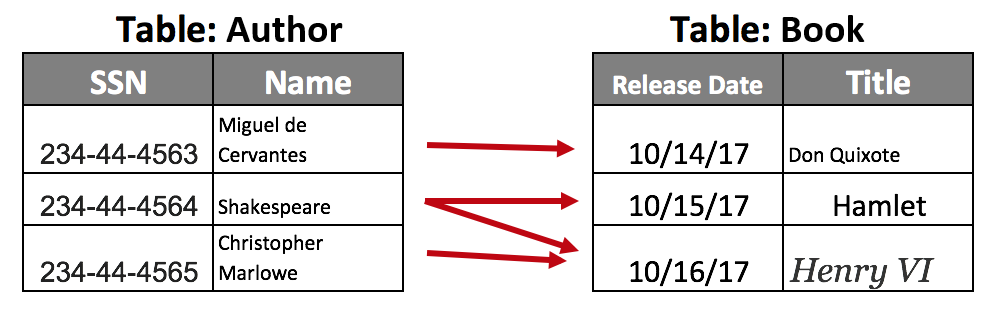 Table: Author
SSN Name
234-44-4563 Miguel de
Cervantes
234-44-4564 Shakespeare
234-44-4565 Christopher
Marlowe
Table: Book
Release Date Title
10/14/17 Don Quixote
10/15/17 Hamlet
10/16/17 Henry VI